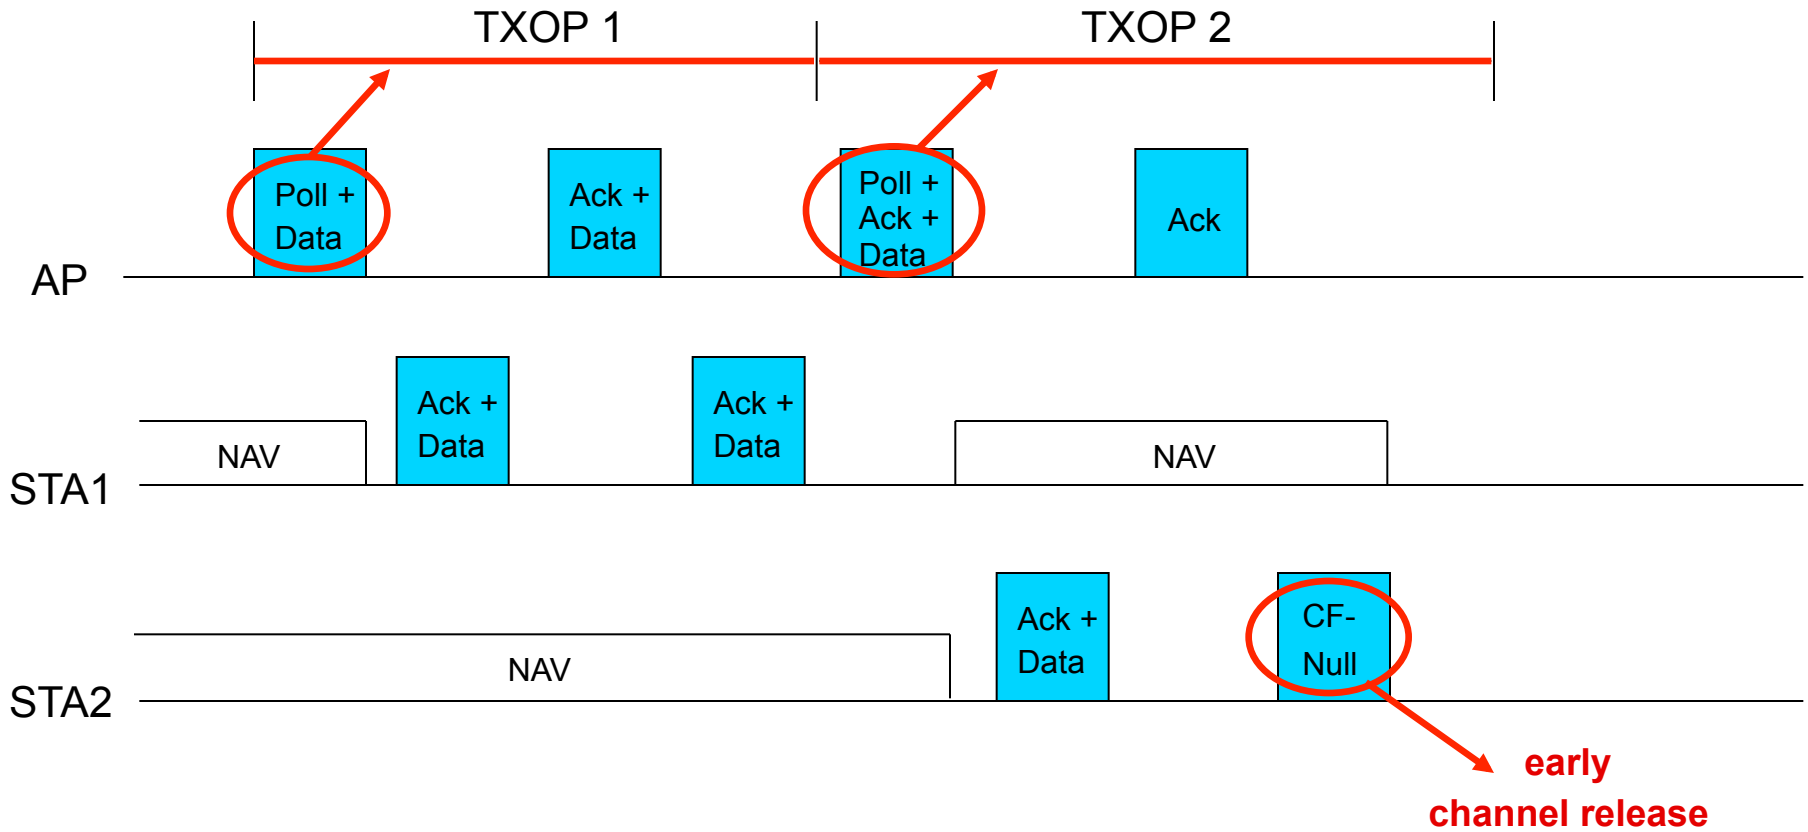 TXOP 1
TXOP 2
Poll +
Data
Ack +
Data
Poll +
Ack +
Data
Ack
AP
Ack +
Data
Ack +
Data
NAV
NAV
STA1
Ack +
Data
CF-
Null
NAV
STA2
early
channel release